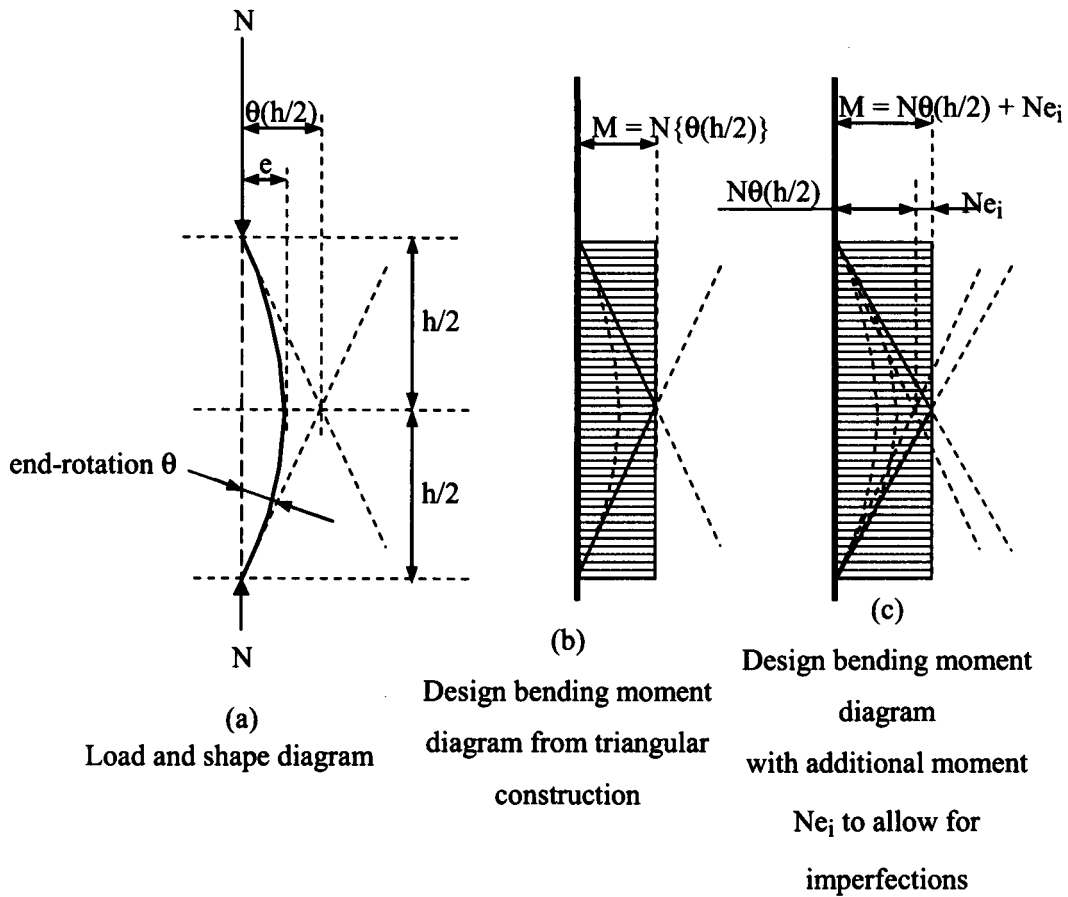 N
θ(h/2)
e
h/2
h/2
end-rotation θ
N
(a)
Load and shape diagram
M = N{θ(h/2)}
(b)
Design bending moment
diagram from triangular
construction
M = Nθ(h/2) + Neᵢ
Nθ(h/2)
Neᵢ
(c)
Design bending moment
diagram
with additional moment
Neᵢ to allow for
imperfections